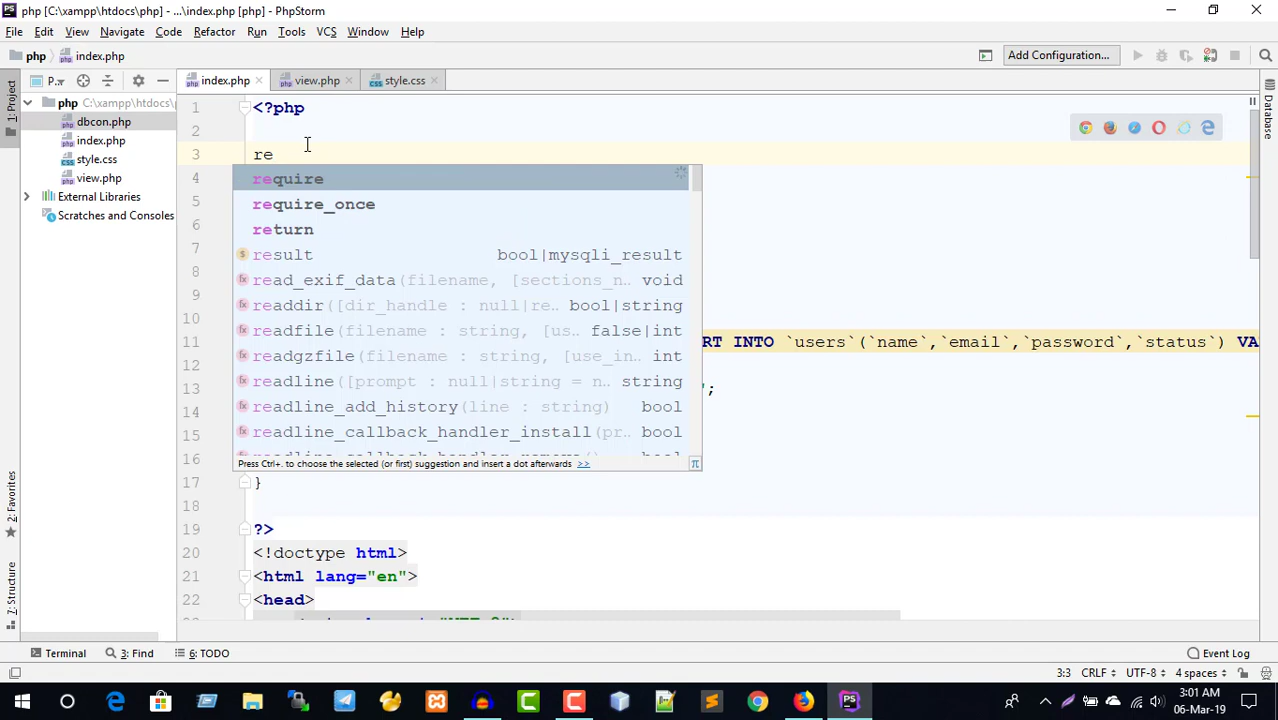 php [C:\xampp\htdocs\php] - ...\index.php [php] - PhpStorm
File Edit View Navigate Code Refactor Run Tools VCS Window Help
php index.php Add Configuration...
1: Project P.. index.php view.php style.css
php C:\xampp\htdocs\p
dbcon.php
index.php
style.css
view.php
External Libraries
Scratches and Consoles
Database
1 <?php
2
3 re
4 require
5 require_once
6 return
7 result bool|mysqli_result
8 read_exif_data(filename, [sections_n.. void
readdir([dir_handle : null|re.. bool|string
10 readfile(filename : string, [us.. false|int
11 RT INTO `users`(`name`,`email`,`password`,`status`) VA
12 readgzfile(filename : string, [use_in.. int
13 readline([prompt : null|string = n.. string ";
14 readline_add_history(line : string) bool
15 readline_callback_handler_install(pr.. bool
16
Press Ctrl+. to choose the selected (or first) suggestion and insert a dot afterwards >> π
17 }
18
19 ?>
20 <!doctype html>
21 <html lang="en">
22 <head>
2: Favorites
7: Structure
Terminal 3: Find 6: TODO Event Log
3:3 CRLF UTF-8 4 spaces
3:01 AM
06-Mar-19